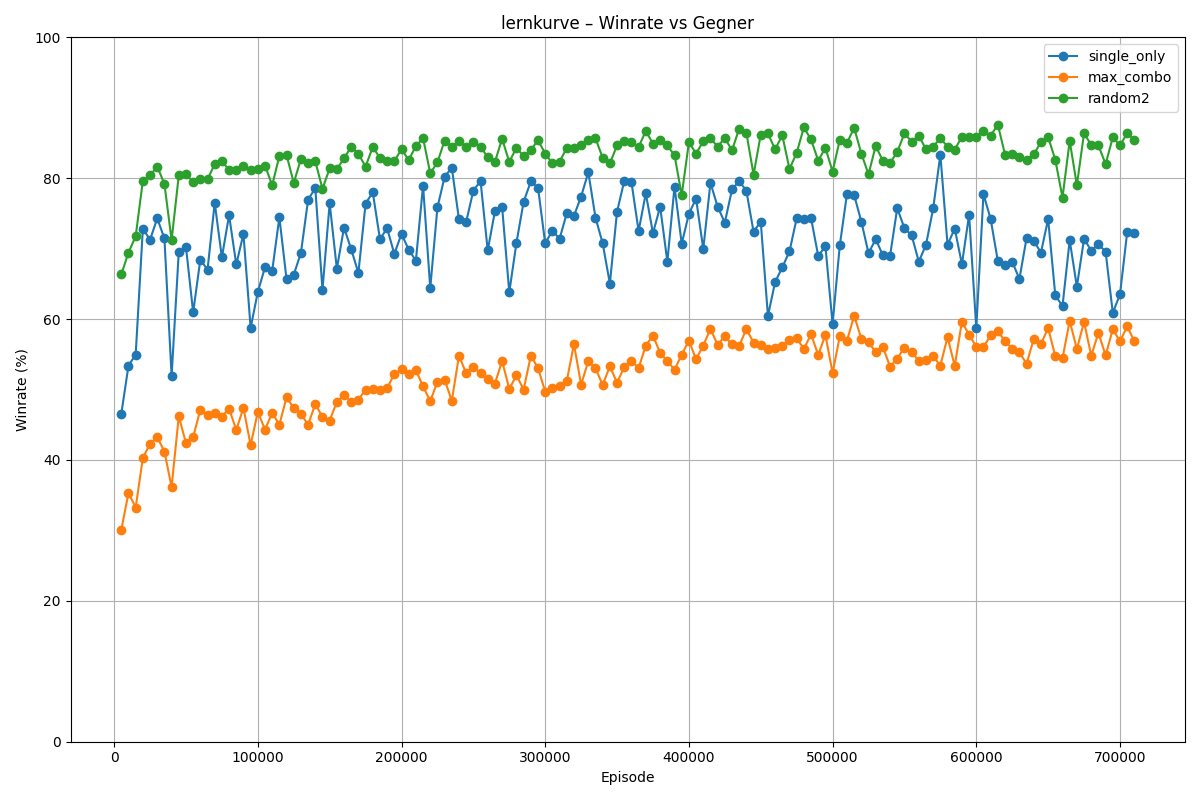 lernkurve – Winrate vs Gegner
single_only
max_combo
random2
Winrate (%)
100
80
60
40
20
0
0 100000 200000 300000 400000 500000 600000 700000
Episode